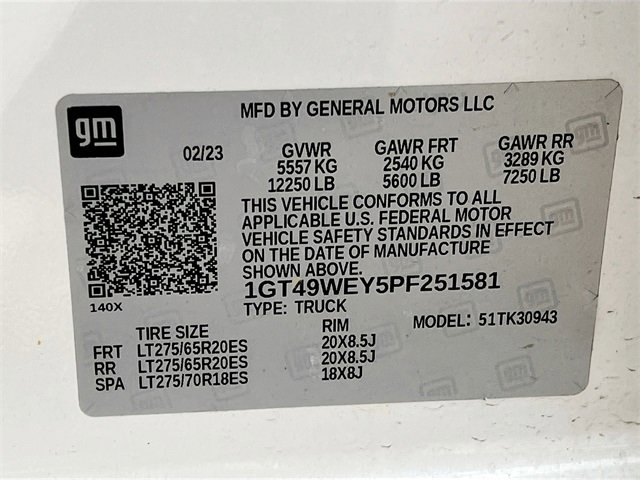 gm
MFD BY GENERAL MOTORS LLC
02/23 GVWR GAWR FRT GAWR RR
5557 KG 2540 KG 3289 KG
12250 LB 5600 LB 7250 LB
THIS VEHICLE CONFORMS TO ALL
APPLICABLE U.S. FEDERAL MOTOR
VEHICLE SAFETY STANDARDS IN EFFECT
ON THE DATE OF MANUFACTURE
SHOWN ABOVE.
1GT49WEY5PF251581
140X
TYPE: TRUCK
MODEL: 51TK30943
TIRE SIZE RIM
FRT LT275/65R20ES 20X8.5J
RR LT275/65R20ES 20X8.5J
SPA LT275/70R18ES 18X8J